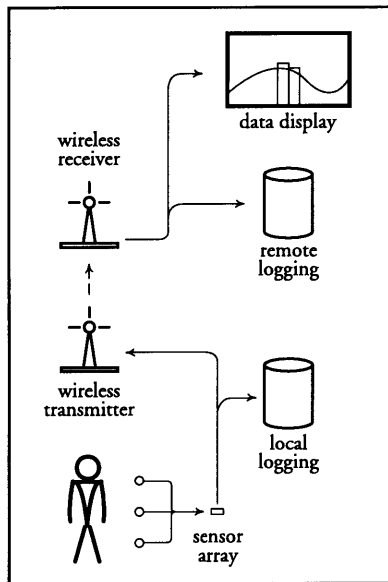 data display
wireless
receiver
remote
logging
wireless
transmitter
local
logging
sensor
array